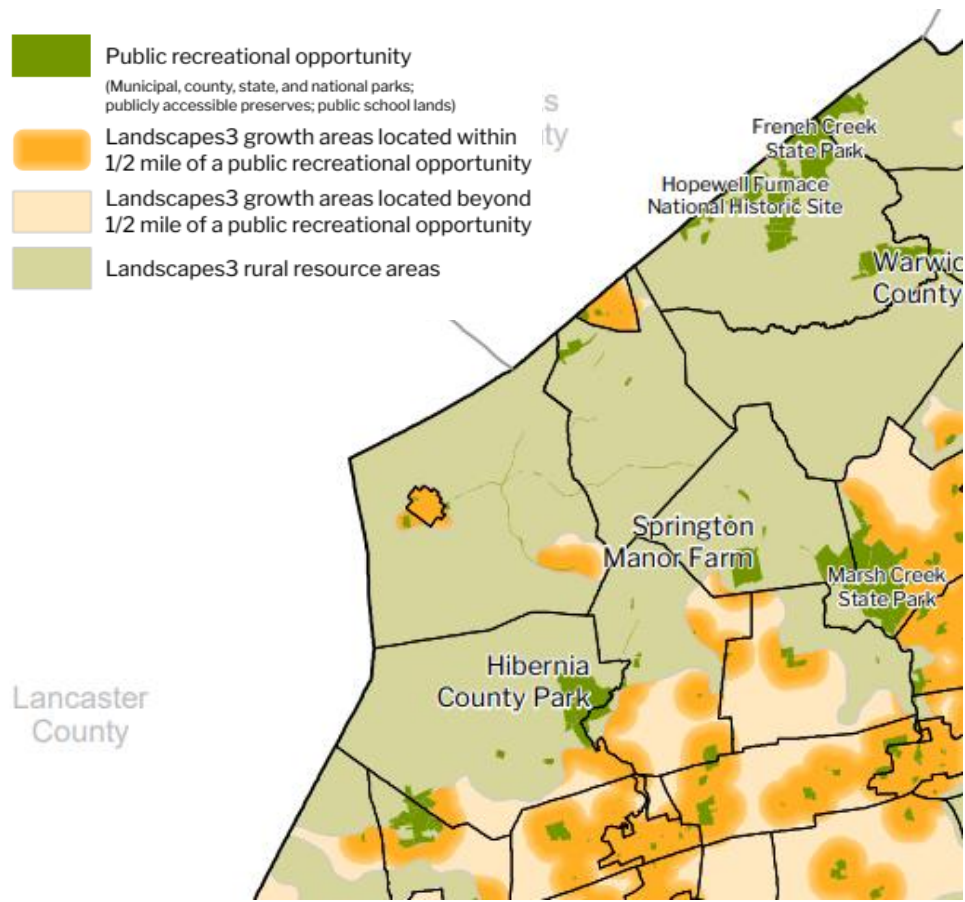 Public recreational opportunity
(Municipal, county, state, and national parks;
publicly accessible preserves; public school lands)
Landscapes3 growth areas located within
1/2 mile of a public recreational opportunity
Landscapes3 growth areas located beyond
1/2 mile of a public recreational opportunity
Landscapes3 rural resource areas
French Creek
State Park
Hopewell Furnace
National Historic Site
County
Springton
Manor Farm
Marsh Creek
State Park
Hibernia
County Park
Lancaster
County